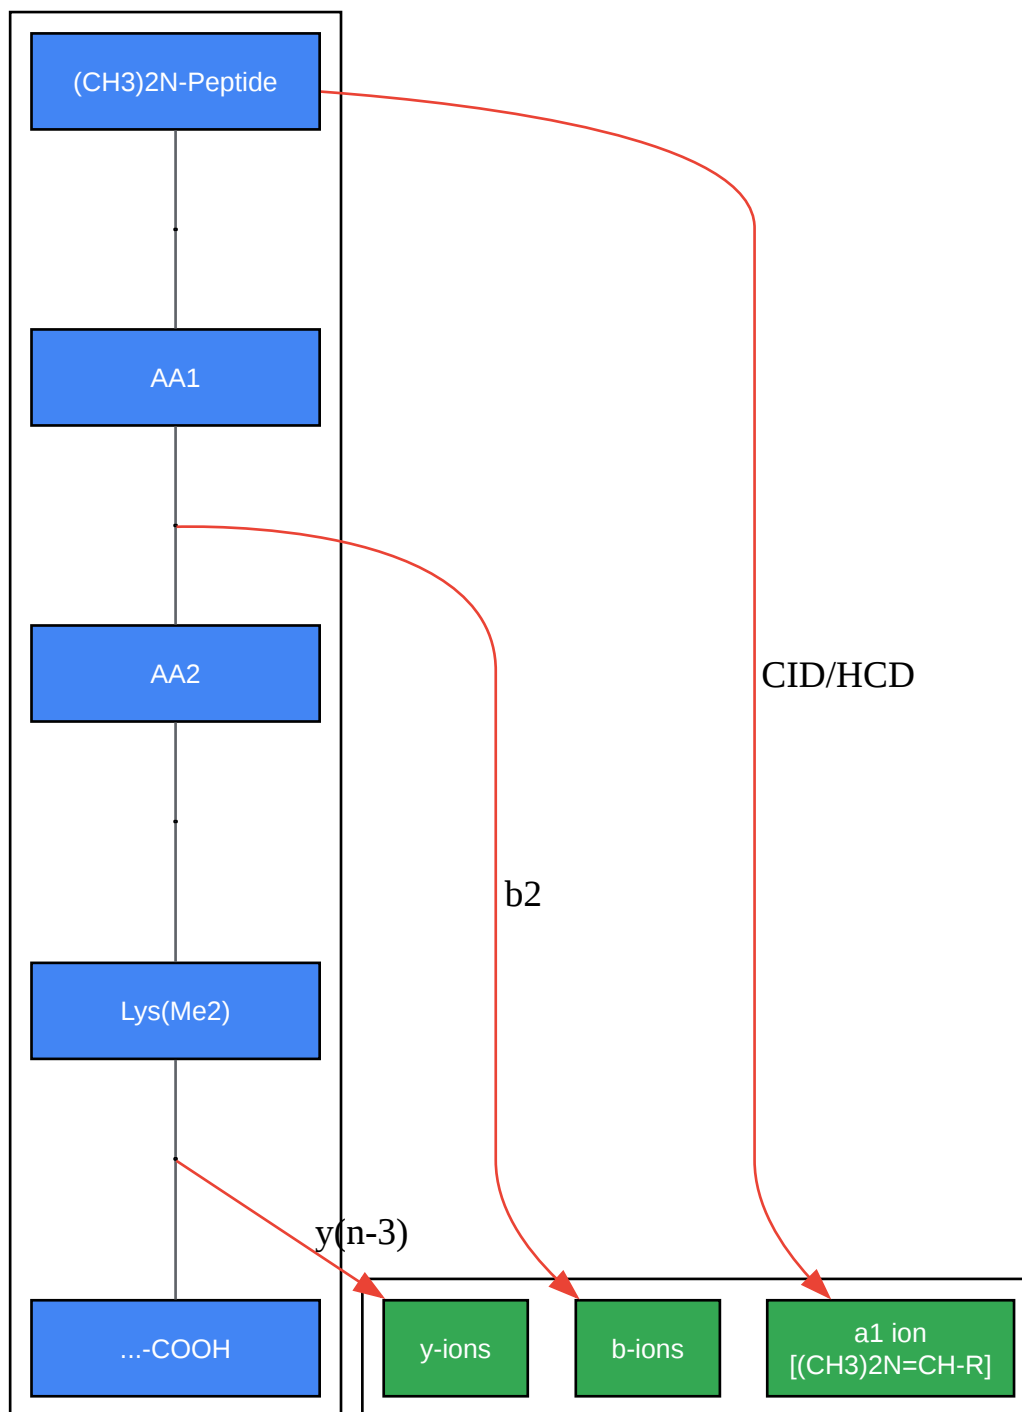 (CH3)2N-Peptide
AA1
AA2
CID/HCD
b2
Lys(Me2)
y(n-3)
...-COOH
y-ions
b-ions
a1 ion
[(CH3)2N=CH-R]